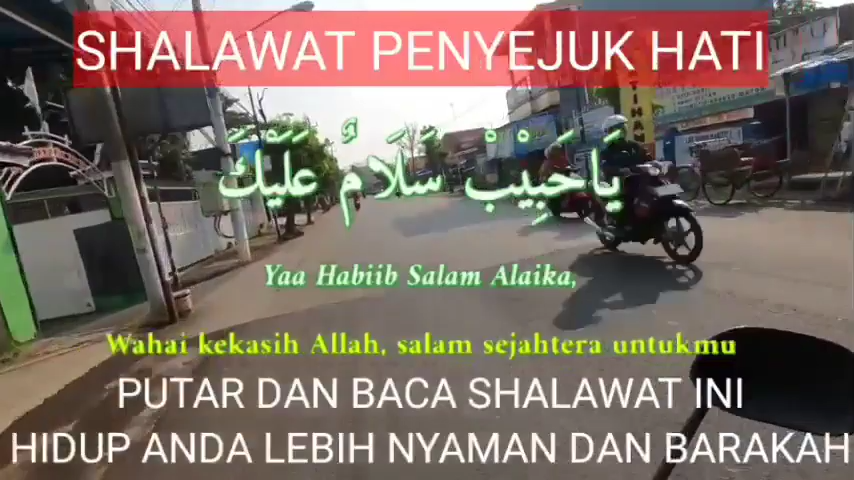 SHALAWAT PENYEJUK HATI
يَا حَبِيْبْ سَلَامٌ عَلَيْكَ
Yaa Habiib Salam Alaika,
Wahai kekasih Allah, salam sejahtera untukmu
PUTAR DAN BACA SHALAWAT INI
HIDUP ANDA LEBIH NYAMAN DAN BARAKAH